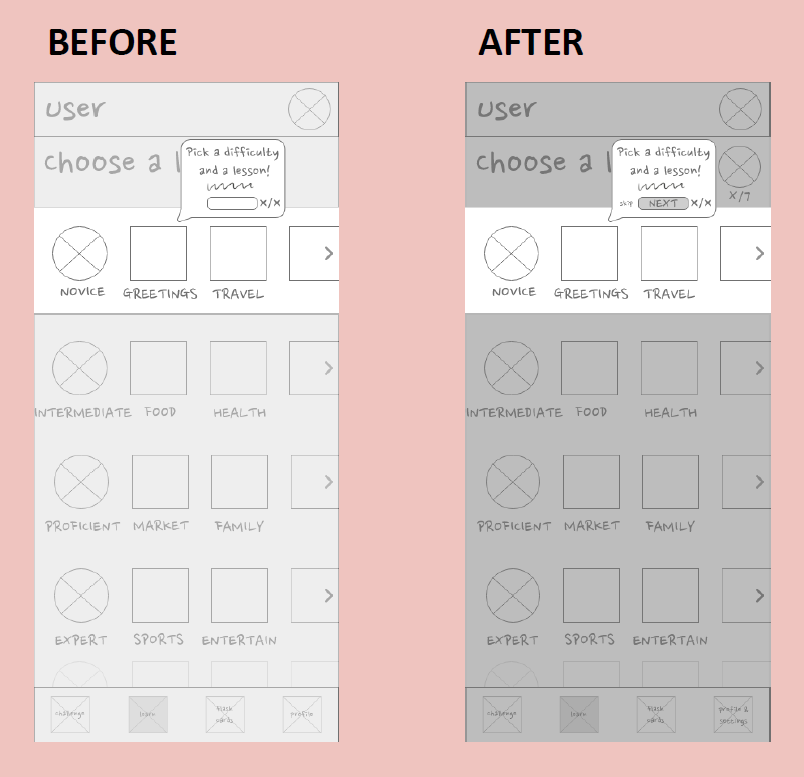 BEFORE
User
Choose a l
Pick a difficulty
and a lesson!
x/x
NOVICE
GREETINGS
TRAVEL
INTERMEDIATE
FOOD
HEALTH
PROFICIENT
MARKET
FAMILY
EXPERT
SPORTS
ENTERTAIN
challenge
learn
flash
cards
profile
AFTER
User
Choose a l
Pick a difficulty
and a lesson!
skip
NEXT
x/x
x/7
NOVICE
GREETINGS
TRAVEL
INTERMEDIATE
FOOD
HEALTH
PROFICIENT
MARKET
FAMILY
EXPERT
SPORTS
ENTERTAIN
challenge
learn
flash
cards
profile &
settings